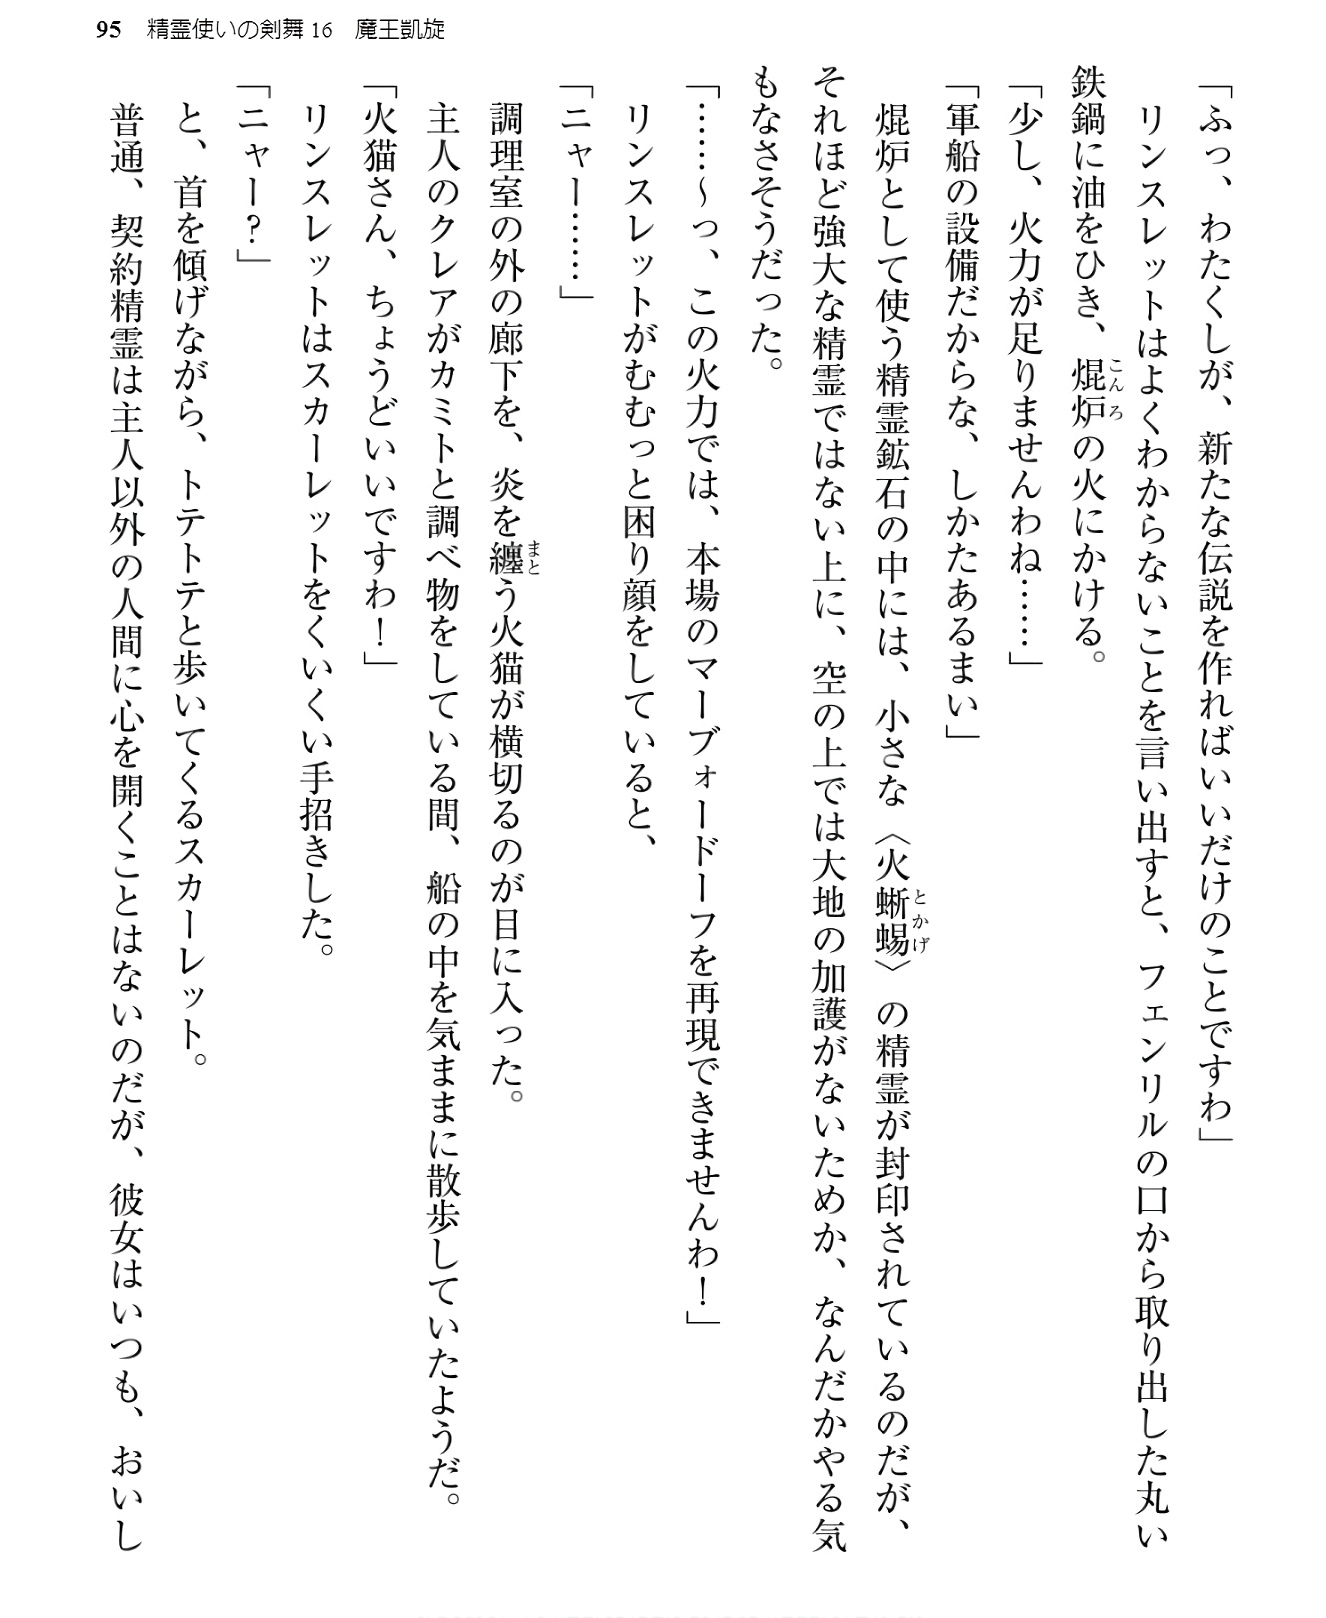 95 精霊使いの剣舞16 魔王凱旋
「ふっ、わたくしが、新たな伝説を作ればいいだけのことですわ」
リンスレットはよくわからないことを言い出すと、フェンリルの口から取り出した丸い
鉄鍋に油をひき、焜炉の火にかける。
「少し、火力が足りませんわね……」
「軍船の設備だからな、しかたあるまい」
焜炉として使う精霊鉱石の中には、小さな〈火蜥蜴〉の精霊が封印されているのだが、
それほど強大な精霊ではない上に、空の上では大地の加護がないためか、なんだかやる気
もなさそうだった。
「……～っ、この火力では、本場のマーブォードーフを再現できませんわ！」
リンスレットがむむっと困り顔をしていると、
「ニャー……」
調理室の外の廊下を、炎を纏う火猫が横切るのが目に入った。
主人のクレアがカミトと調べ物をしている間、船の中を気ままに散歩していたようだ。
「火猫さん、ちょうどいいですわ！」
リンスレットはスカーレットをくいくい手招きした。
「ニャー？」
と、首を傾げながら、トテトテと歩いてくるスカーレット。
普通、契約精霊は主人以外の人間に心を開くことはないのだが、彼女はいつも、おいし